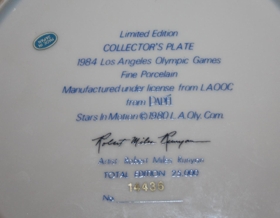 Limited Edition
COLLECTOR'S PLATE
1984 Los Angeles Olympic Games
Fine Porcelain
Manufactured under license from LAOOC
from PAPÚ
Stars in Motion © 1980 L.A.Oly. Com.
Robert Miles Runyan
Artist: Robert Miles Runyan
TOTAL EDITION 25,000
No.